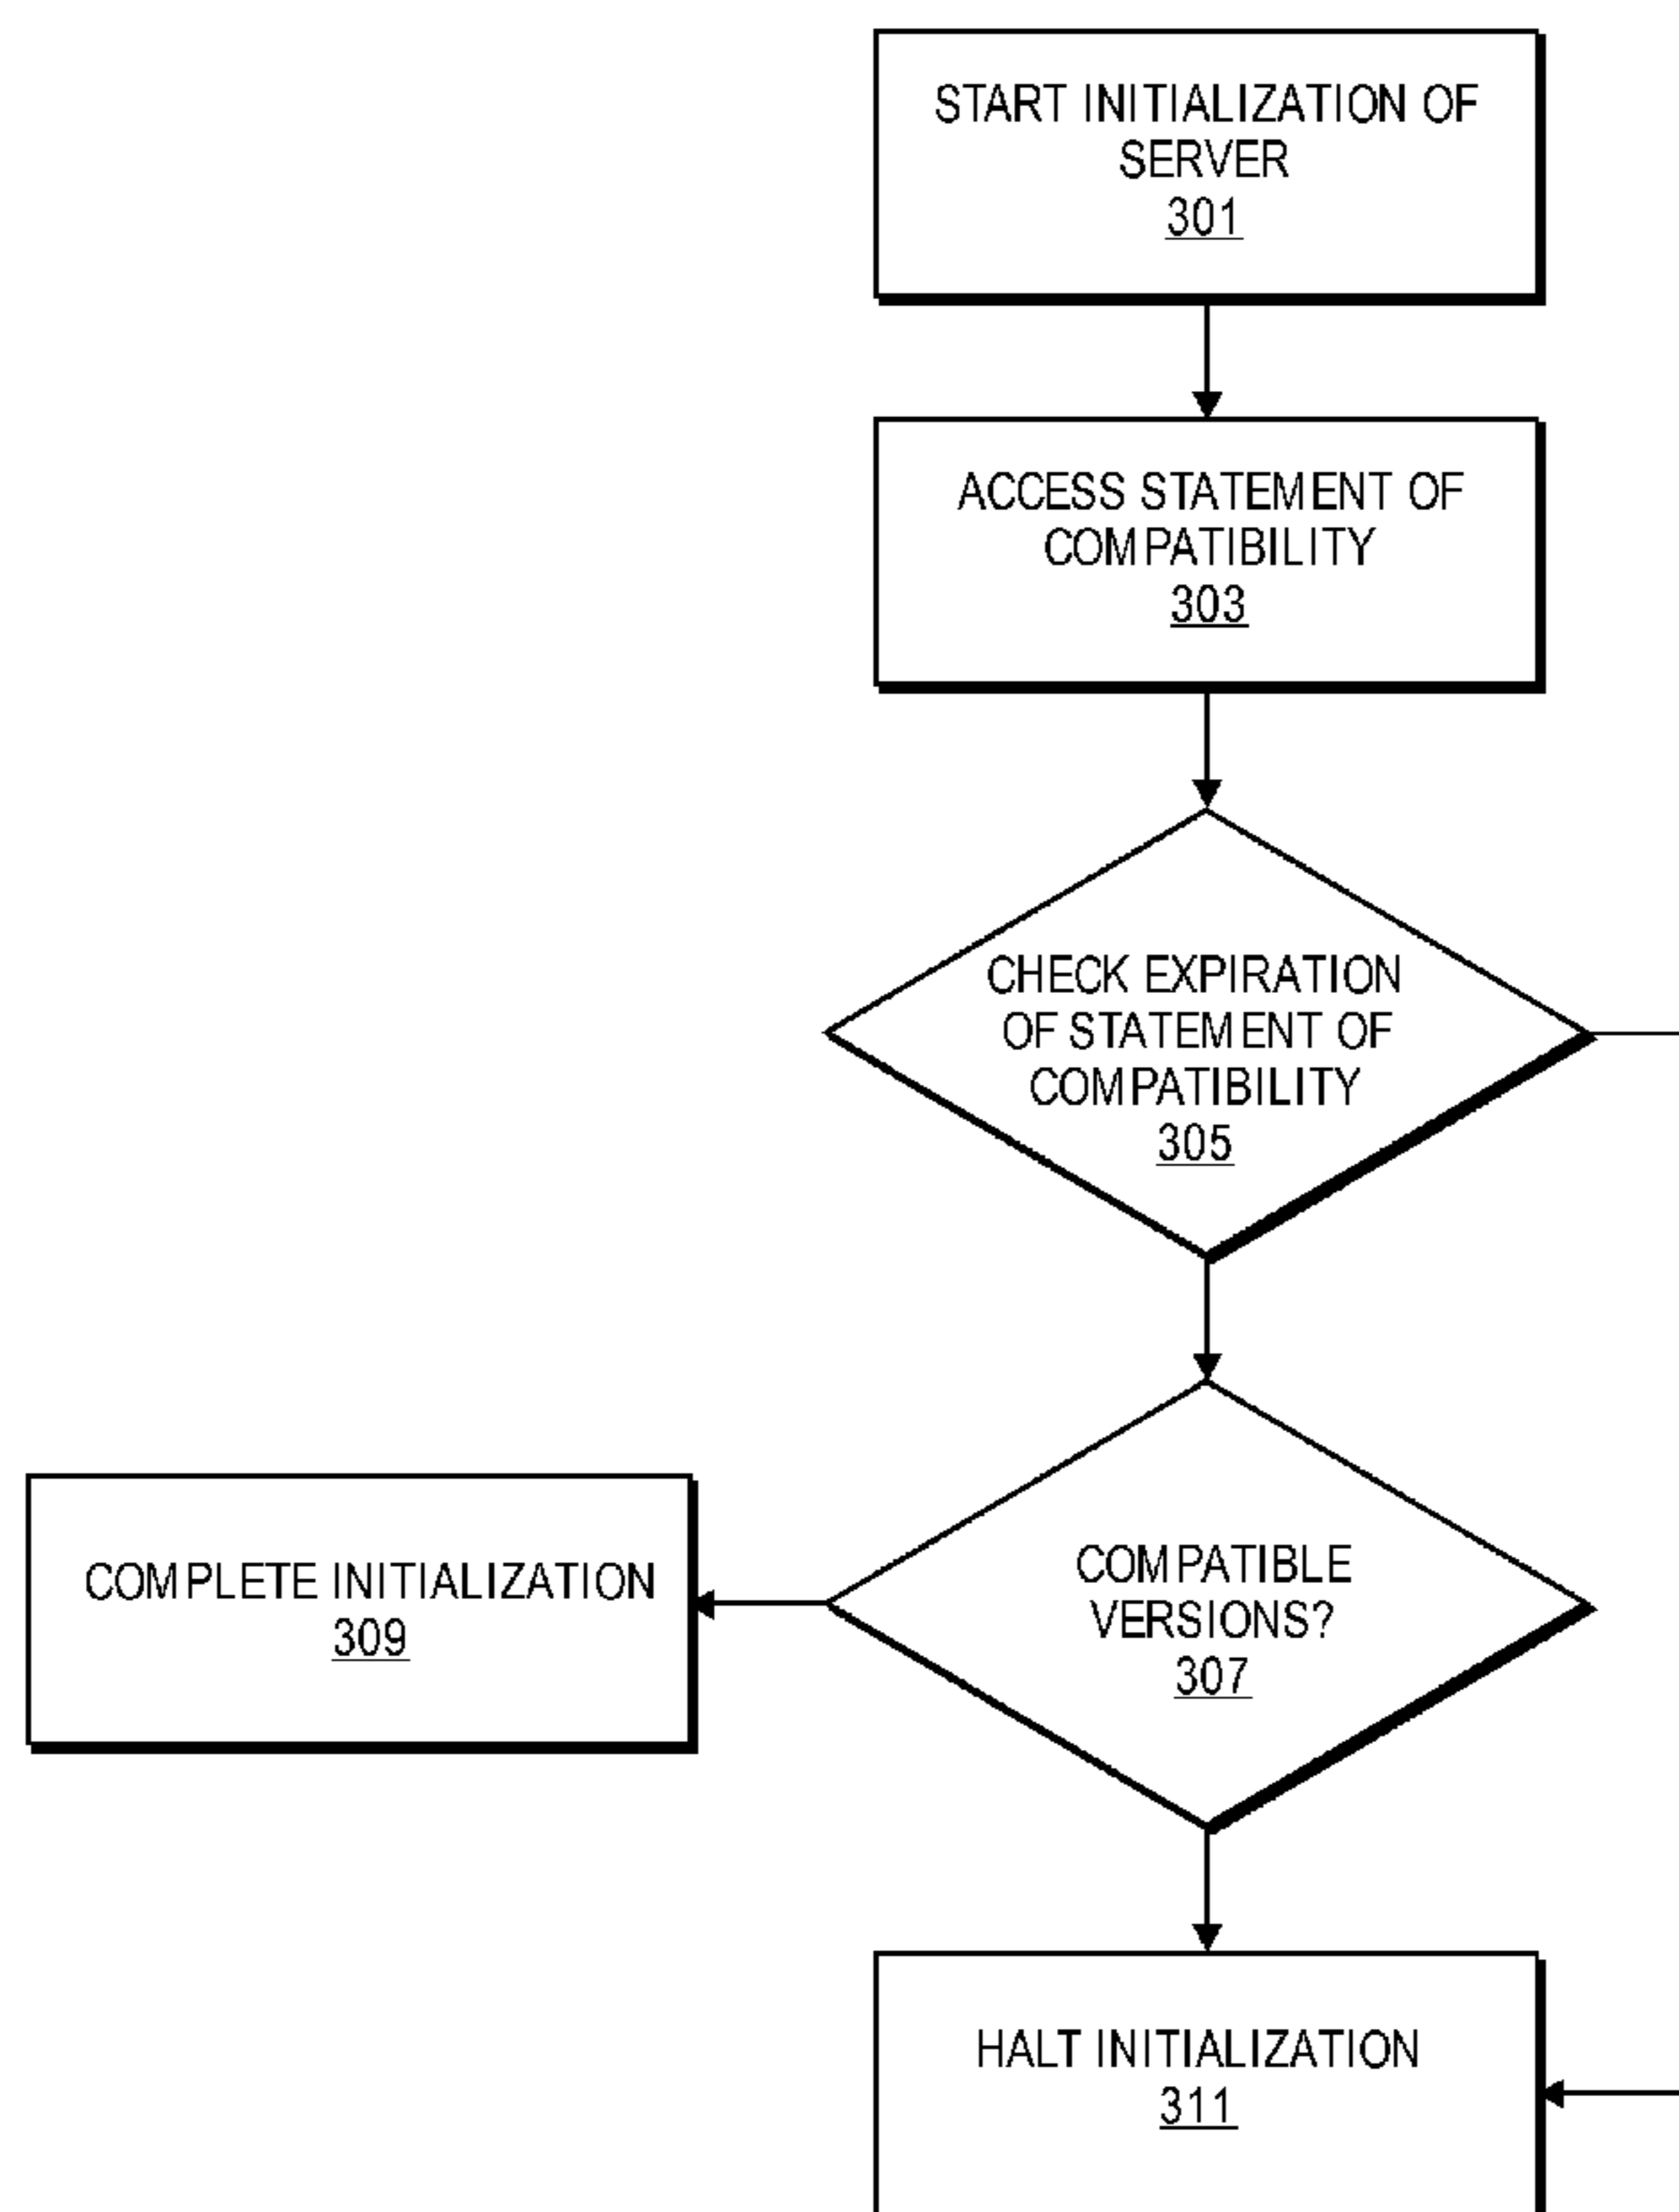 START INITIALIZATION OF
SERVER
301
ACCESS STATEMENT OF
COMPATIBILITY
303
CHECK EXPIRATION
OF STATEMENT OF
COMPATIBILITY
305
COMPATIBLE
VERSIONS?
307
COMPLETE INITIALIZATION
309
HALT INITIALIZATION
311